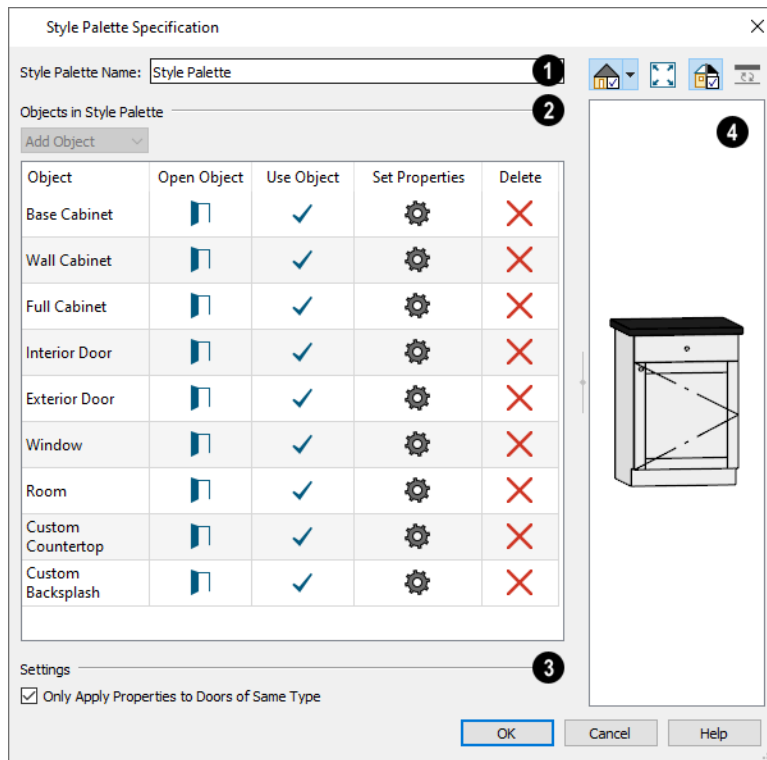 Style Palette Specification
Style Palette Name: Style Palette 1
Objects in Style Palette 2
Add Object
4
Object Open Object Use Object Set Properties Delete
Base Cabinet
Wall Cabinet
Full Cabinet
Interior Door
Exterior Door
Window
Room
Custom
Countertop
Custom
Backsplash
Settings 3
Only Apply Properties to Doors of Same Type
OK Cancel Help